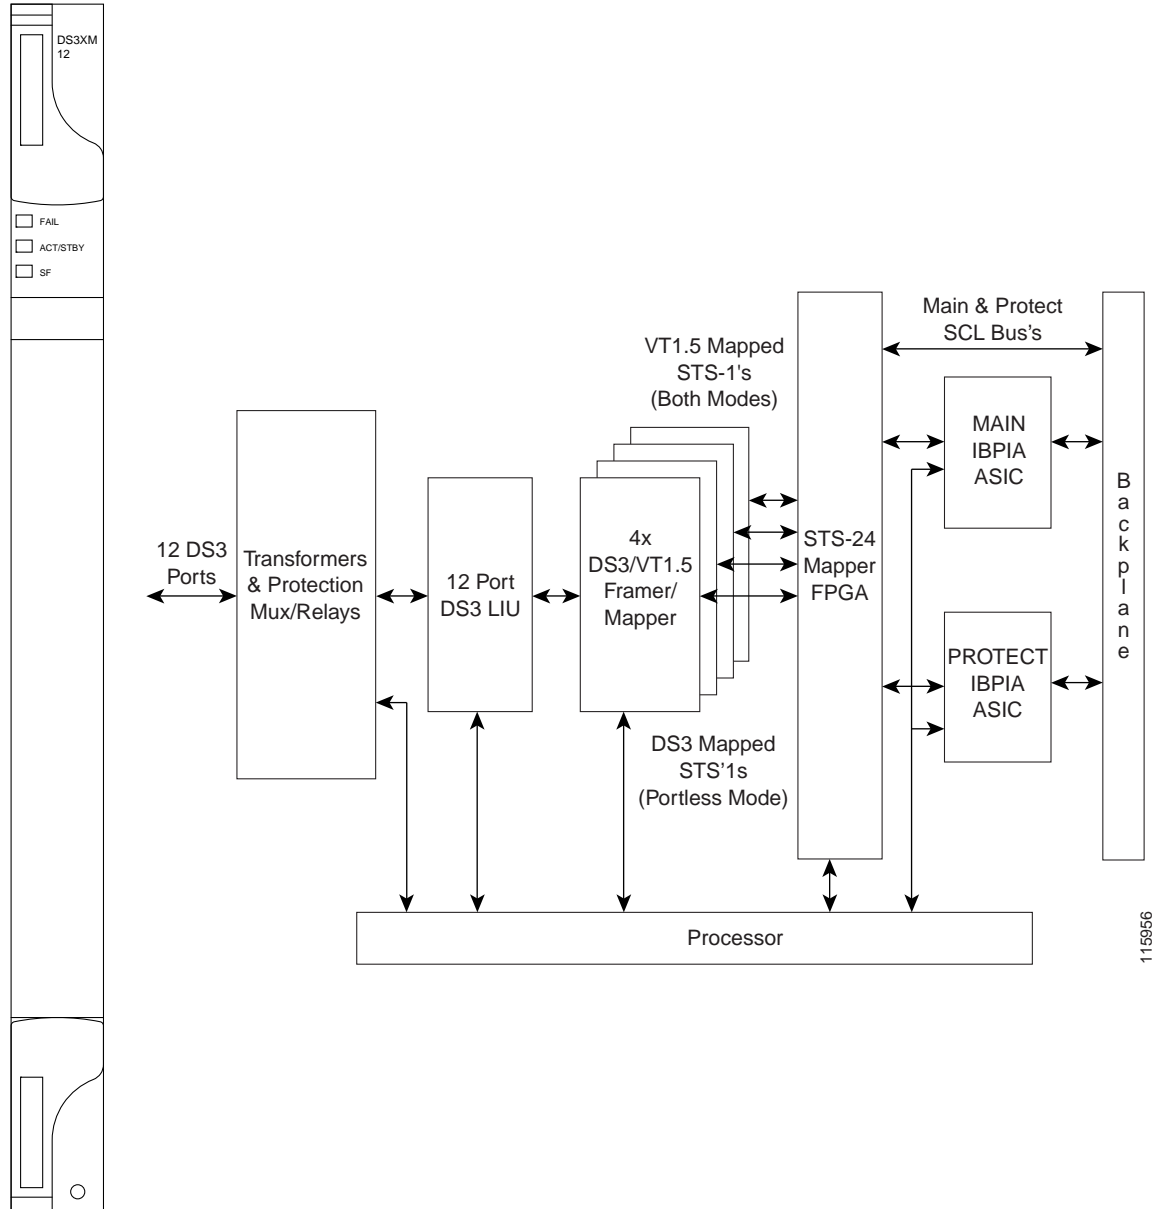 DS3XM
12
FAIL
ACT/STBY
SF
12 DS3
Ports
Transformers
& Protection
Mux/Relays
12 Port
DS3 LIU
VT1.5 Mapped
STS-1's
(Both Modes)
4x
DS3/VT1.5
Framer/
Mapper
DS3 Mapped
STS'1s
(Portless Mode)
STS-24
Mapper
FPGA
Main & Protect
SCL Bus's
MAIN
IBPIA
ASIC
PROTECT
IBPIA
ASIC
Backplane
Processor
115956